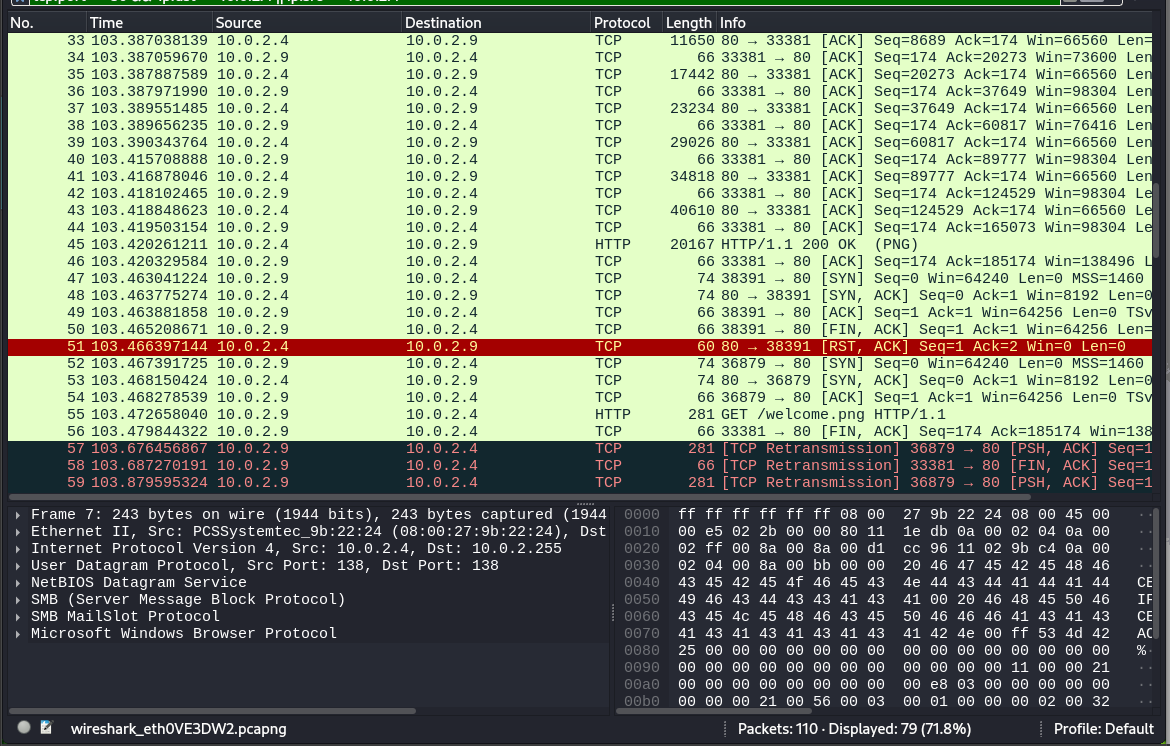 No. Time Source Destination Protocol Length Info
33 103.387038139 10.0.2.4 10.0.2.9 TCP 11650 80 → 33381 [ACK] Seq=8689 Ack=174 Win=66560 Len=
34 103.387059670 10.0.2.9 10.0.2.4 TCP 66 33381 → 80 [ACK] Seq=174 Ack=20273 Win=73600 Len
35 103.387887589 10.0.2.4 10.0.2.9 TCP 17442 80 → 33381 [ACK] Seq=20273 Ack=174 Win=66560 Len
36 103.387971990 10.0.2.9 10.0.2.4 TCP 66 33381 → 80 [ACK] Seq=174 Ack=37649 Win=98304 Len
37 103.389551485 10.0.2.4 10.0.2.9 TCP 23234 80 → 33381 [ACK] Seq=37649 Ack=174 Win=66560 Len
38 103.389656235 10.0.2.9 10.0.2.4 TCP 66 33381 → 80 [ACK] Seq=174 Ack=60817 Win=76416 Len
39 103.390343764 10.0.2.4 10.0.2.9 TCP 29026 80 → 33381 [ACK] Seq=60817 Ack=174 Win=66560 Len
40 103.415708888 10.0.2.9 10.0.2.4 TCP 66 33381 → 80 [ACK] Seq=174 Ack=89777 Win=98304 Len
41 103.416878046 10.0.2.4 10.0.2.9 TCP 34818 80 → 33381 [ACK] Seq=89777 Ack=174 Win=66560 Len
42 103.418102465 10.0.2.9 10.0.2.4 TCP 66 33381 → 80 [ACK] Seq=174 Ack=124529 Win=98304 Le
43 103.418848623 10.0.2.4 10.0.2.9 TCP 40610 80 → 33381 [ACK] Seq=124529 Ack=174 Win=66560 Le
44 103.419503154 10.0.2.9 10.0.2.4 TCP 66 33381 → 80 [ACK] Seq=174 Ack=165073 Win=98304 Le
45 103.420261211 10.0.2.4 10.0.2.9 HTTP 20167 HTTP/1.1 200 OK (PNG)
46 103.420329584 10.0.2.9 10.0.2.4 TCP 66 33381 → 80 [ACK] Seq=174 Ack=185174 Win=138496 L
47 103.463041224 10.0.2.9 10.0.2.4 TCP 74 38391 → 80 [SYN] Seq=0 Win=64240 Len=0 MSS=1460
48 103.463775274 10.0.2.4 10.0.2.9 TCP 74 80 → 38391 [SYN, ACK] Seq=0 Ack=1 Win=8192 Len=0
49 103.463881858 10.0.2.9 10.0.2.4 TCP 66 38391 → 80 [ACK] Seq=1 Ack=1 Win=64256 Len=0 TSv
50 103.465208671 10.0.2.9 10.0.2.4 TCP 66 38391 → 80 [FIN, ACK] Seq=1 Ack=1 Win=64256 Len=
51 103.466397144 10.0.2.4 10.0.2.9 TCP 60 80 → 38391 [RST, ACK] Seq=1 Ack=2 Win=0 Len=0
52 103.467391725 10.0.2.9 10.0.2.4 TCP 74 36879 → 80 [SYN] Seq=0 Win=64240 Len=0 MSS=1460
53 103.468150424 10.0.2.4 10.0.2.9 TCP 74 80 → 36879 [SYN, ACK] Seq=0 Ack=1 Win=8192 Len=0
54 103.468278539 10.0.2.9 10.0.2.4 TCP 66 36879 → 80 [ACK] Seq=1 Ack=1 Win=64256 Len=0 TSv
55 103.472658040 10.0.2.9 10.0.2.4 HTTP 281 GET /welcome.png HTTP/1.1
56 103.479844322 10.0.2.9 10.0.2.4 TCP 66 33381 → 80 [FIN, ACK] Seq=174 Ack=185174 Win=138
57 103.676456867 10.0.2.9 10.0.2.4 TCP 281 [TCP Retransmission] 36879 → 80 [PSH, ACK] Seq=1
58 103.687270191 10.0.2.9 10.0.2.4 TCP 66 [TCP Retransmission] 33381 → 80 [FIN, ACK] Seq=1
59 103.879595324 10.0.2.9 10.0.2.4 TCP 281 [TCP Retransmission] 36879 → 80 [PSH, ACK] Seq=1
Frame 7: 243 bytes on wire (1944 bits), 243 bytes captured (1944
Ethernet II, Src: PCSSystemtec_9b:22:24 (08:00:27:9b:22:24), Dst
Internet Protocol Version 4, Src: 10.0.2.4, Dst: 10.0.2.255
User Datagram Protocol, Src Port: 138, Dst Port: 138
NetBIOS Datagram Service
SMB (Server Message Block Protocol)
SMB MailSlot Protocol
Microsoft Windows Browser Protocol
0000 ff ff ff ff ff ff 08 00 27 9b 22 24 08 00 45 00 ··
0010 00 e5 02 2b 00 00 80 11 1e db 0a 00 02 04 0a 00 ··
0020 02 ff 00 8a 00 8a 00 d1 cc 96 11 02 9b c4 0a 00 ··
0030 02 04 00 8a 00 bb 00 00 20 46 47 45 42 45 48 46 ··
0040 43 45 42 45 4f 46 45 43 4e 44 43 44 41 44 41 44 CE
0050 49 46 43 44 43 43 41 43 41 00 20 46 48 45 50 46 IF
0060 43 45 4c 45 48 46 43 45 50 46 46 46 41 43 41 43 CE
0070 41 43 41 43 41 43 41 43 41 42 4e 00 ff 53 4d 42 AC
0080 25 00 00 00 00 00 00 00 00 00 00 00 00 00 00 00 %·
0090 00 00 00 00 00 00 00 00 00 00 00 00 11 00 00 21 ··
00a0 00 00 00 00 00 00 00 00 00 e8 03 00 00 00 00 00 ··
00b0 00 00 00 21 00 56 00 03 00 01 00 00 00 02 00 32 ··
wireshark_eth0VE3DW2.pcapng Packets: 110 · Displayed: 79 (71.8%) Profile: Default